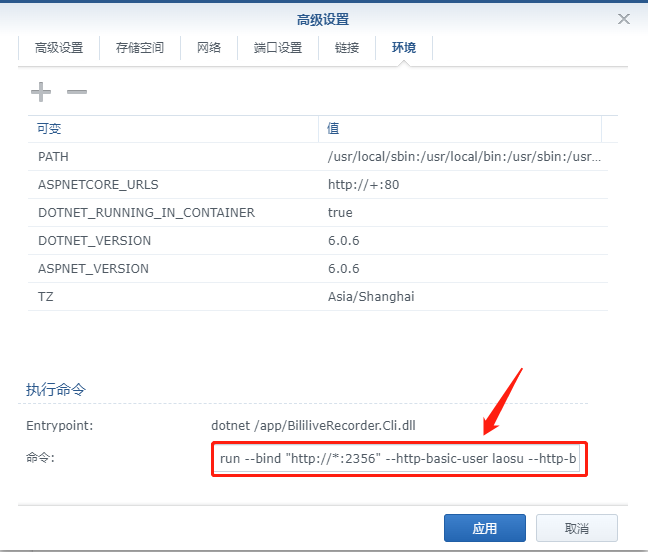 高级设置
高级设置 存储空间 网络 端口设置 链接 环境
可变 值
PATH /usr/local/sbin:/usr/local/bin:/usr/sbin:/usr...
ASPNETCORE_URLS http://+:80
DOTNET_RUNNING_IN_CONTAINER true
DOTNET_VERSION 6.0.6
ASPNET_VERSION 6.0.6
TZ Asia/Shanghai
执行命令
Entrypoint: dotnet /app/BililiveRecorder.Cli.dll
命令: run --bind "http://*:2356" --http-basic-user laosu --http-b
应用 取消